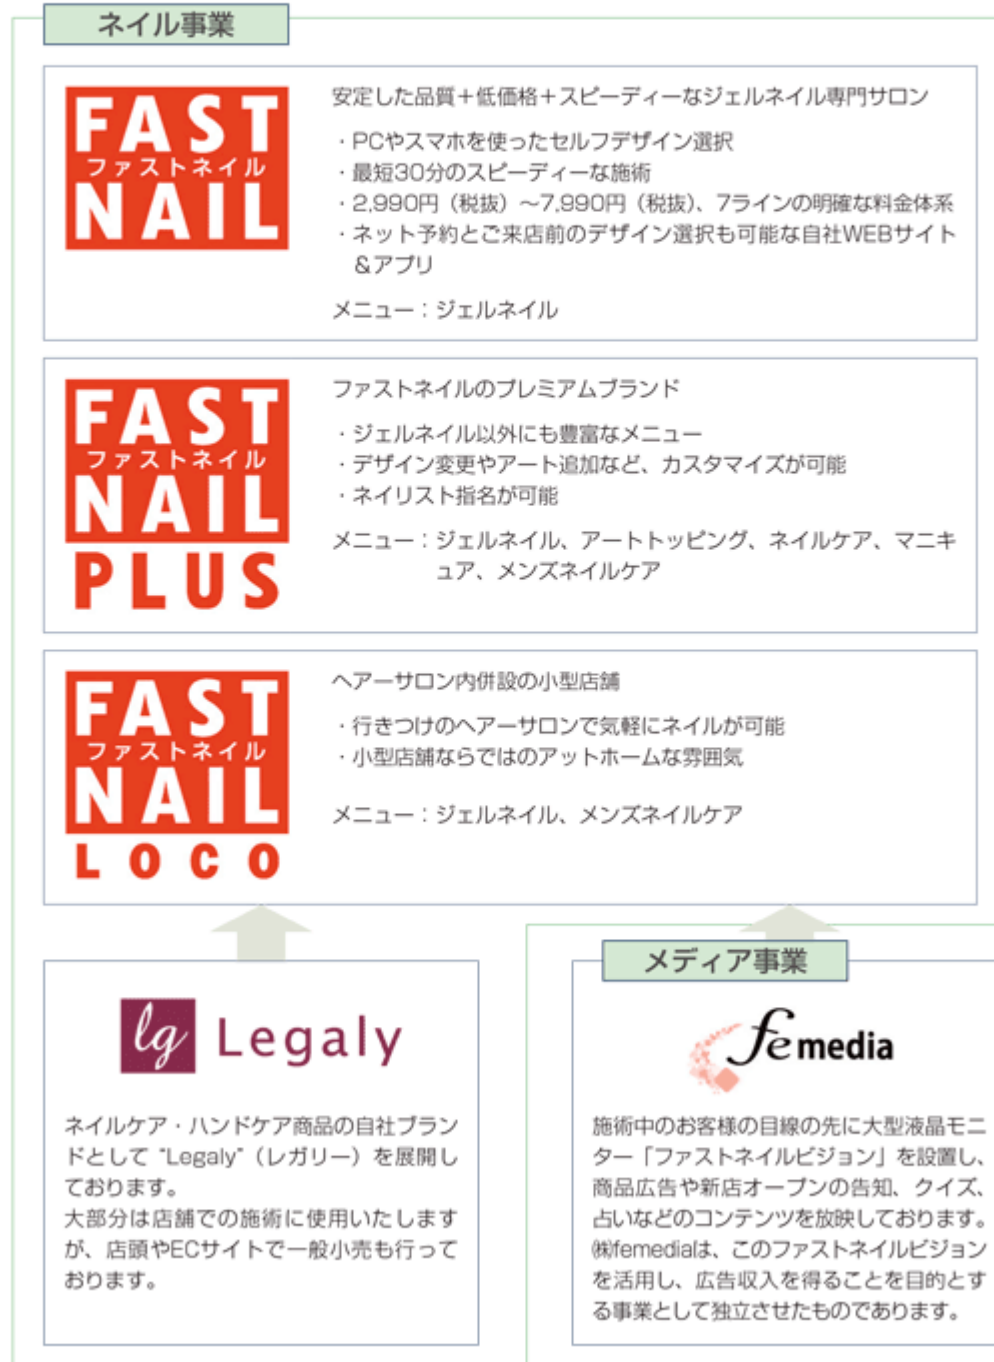 ネイル事業
FAST
ファストネイル
NAIL
安定した品質＋低価格＋スピーディーなジェルネイル専門サロン
・PCやスマホを使ったセルフデザイン選択
・最短30分のスピーディーな施術
・2,990円（税抜）～7,990円（税抜）、7ラインの明確な料金体系
・ネット予約とご来店前のデザイン選択も可能な自社WEBサイト
＆アプリ
メニュー：ジェルネイル
FAST
ファストネイル
NAIL
PLUS
ファストネイルのプレミアムブランド
・ジェルネイル以外にも豊富なメニュー
・デザイン変更やアート追加など、カスタマイズが可能
・ネイリスト指名が可能
メニュー：ジェルネイル、アートトッピング、ネイルケア、マニキ
ュア、メンズネイルケア
FAST
ファストネイル
NAIL
LOCO
ヘアーサロン内併設の小型店舗
・行きつけのヘアーサロンで気軽にネイルが可能
・小型店舗ならではのアットホームな雰囲気
メニュー：ジェルネイル、メンズネイルケア
lg Legaly
ネイルケア・ハンドケア商品の自社ブラン
ドとして “Legaly”（レガリー）を展開し
ております。
大部分は店舗での施術に使用いたします
が、店頭やECサイトで一般小売も行って
おります。
メディア事業
femedia
施術中のお客様の目線の先に大型液晶モニ
ター「ファストネイルビジョン」を設置し、
商品広告や新店オープンの告知、クイズ、
占いなどのコンテンツを放映しております。
㈱femediaは、このファストネイルビジョン
を活用し、広告収入を得ることを目的とす
る事業として独立させたものであります。